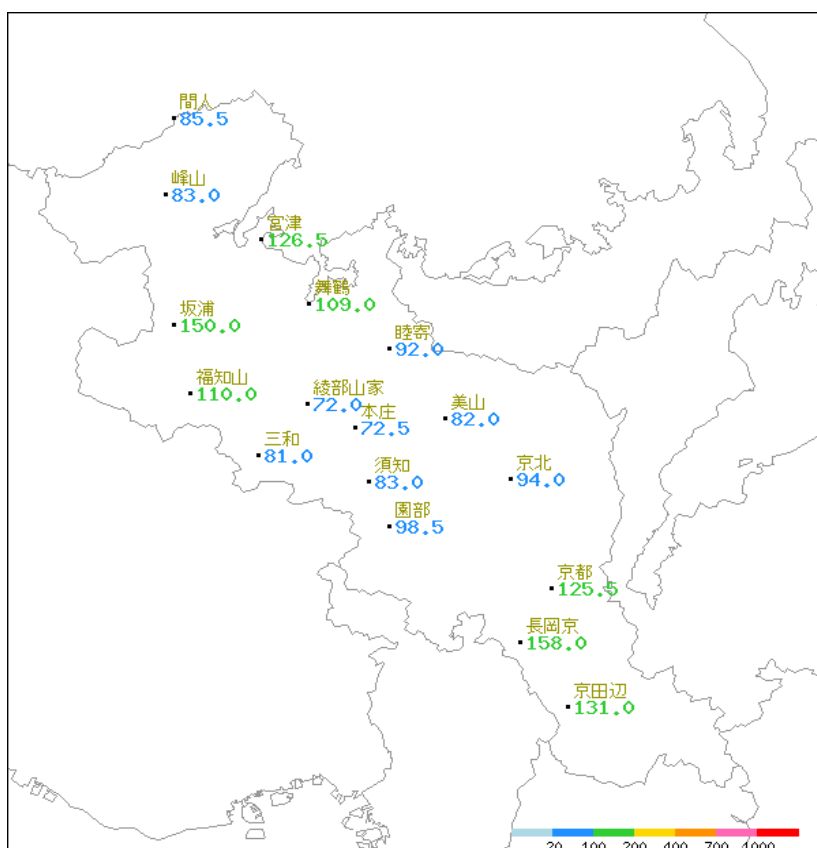 間人
85.5
峰山
83.0
宮津
126.5
舞鶴
109.0
坂浦
150.0
睦寄
92.0
福知山
110.0
綾部山家
72.0
本庄
72.5
美山
82.0
三和
81.0
須知
83.0
京北
94.0
園部
98.5
京都
125.5
長岡京
158.0
京田辺
131.0
20 100 200 400 700 1000